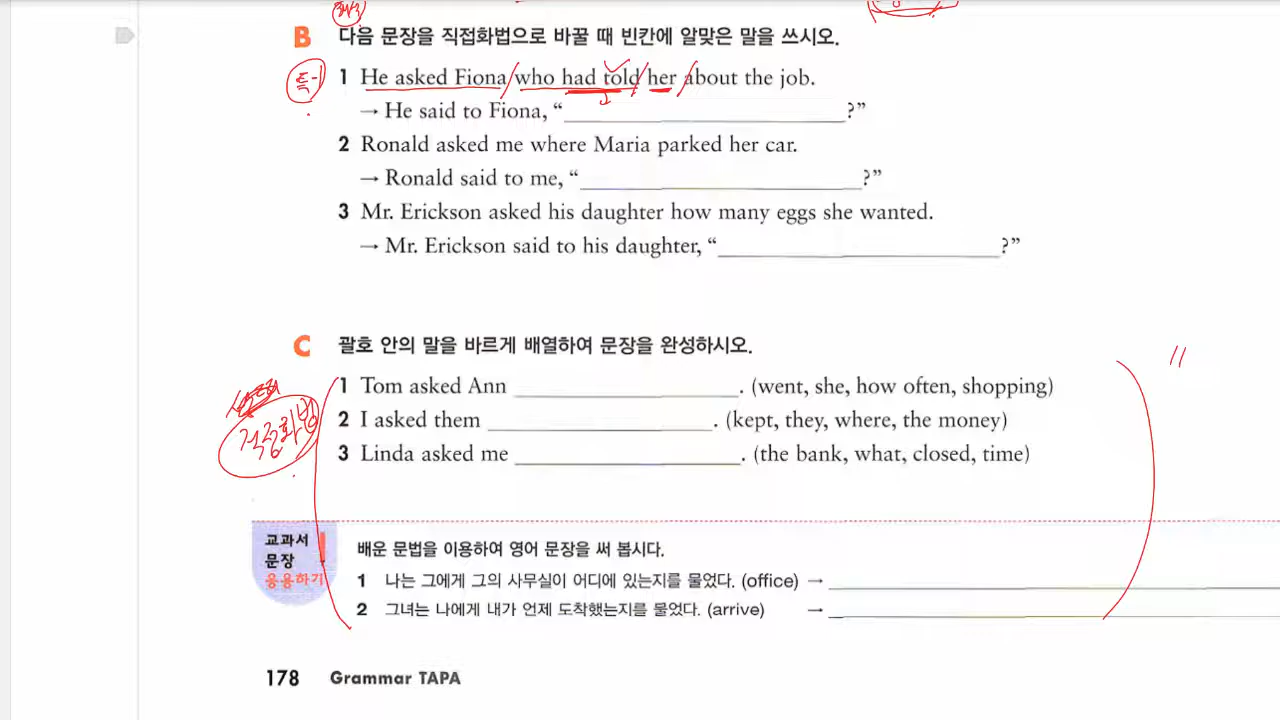 B 다음 문장을 직접화법으로 바꿀 때 빈칸에 알맞은 말을 쓰시오.
1 He asked Fiona who had told her about the job.
→ He said to Fiona, “____________?”
2 Ronald asked me where Maria parked her car.
→ Ronald said to me, “____________?”
3 Mr. Erickson asked his daughter how many eggs she wanted.
→ Mr. Erickson said to his daughter, “____________?”
C 괄호 안의 말을 바르게 배열하여 문장을 완성하시오.
1 Tom asked Ann ____________. (went, she, how often, shopping)
2 I asked them ____________. (kept, they, where, the money)
3 Linda asked me ____________. (the bank, what, closed, time)
직접화법
교과서
문장
응용하기
배운 문법을 이용하여 영어 문장을 써 봅시다.
1 나는 그에게 그의 사무실이 어디에 있는지를 물었다. (office) → ____________
2 그녀는 나에게 내가 언제 도착했는지를 물었다. (arrive) → ____________
178 Grammar TAPA